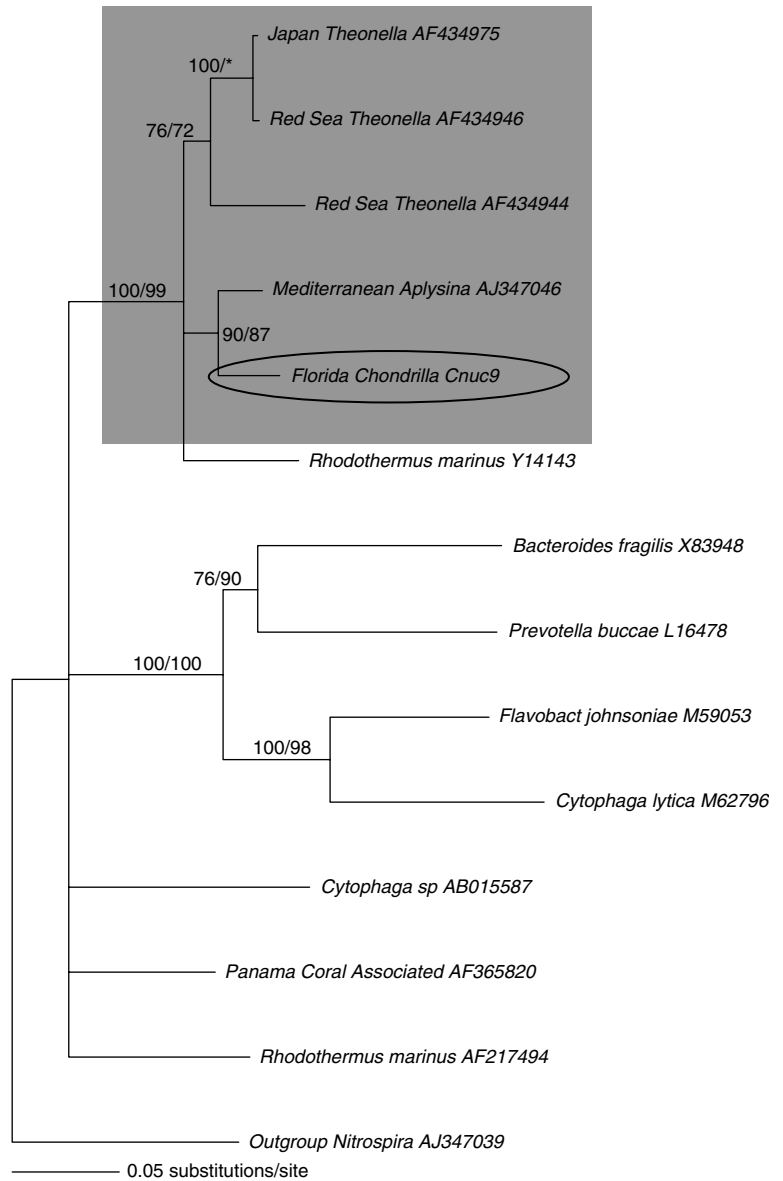 Japan Theonella AF434975
100/*
Red Sea Theonella AF434946
76/72
Red Sea Theonella AF434944
Mediterranean Aplysina AJ347046
100/99
90/87
Florida Chondrilla Cnuc9
Rhodothermus marinus Y14143
Bacteroides fragilis X83948
76/90
Prevotella buccae L16478
100/100
Flavobact johnsoniae M59053
100/98
Cytophaga lytica M62796
Cytophaga sp AB015587
Panama Coral Associated AF365820
Rhodothermus marinus AF217494
Outgroup Nitrospira AJ347039
0.05 substitutions/site